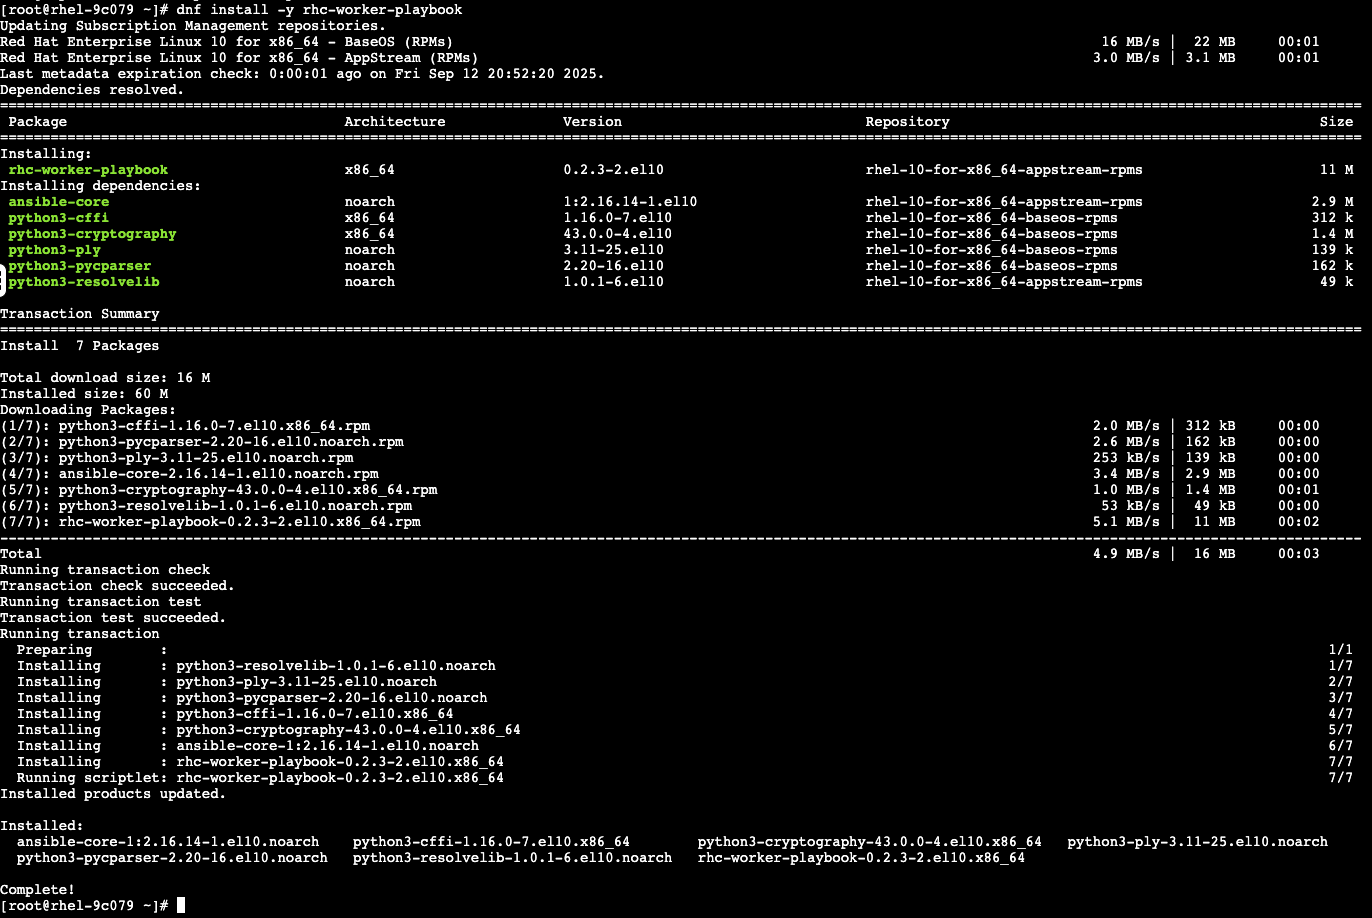 [root@rhel-9c079 ~]# dnf install -y rhc-worker-playbook
Updating Subscription Management repositories.
Red Hat Enterprise Linux 10 for x86_64 - BaseOS (RPMs) 16 MB/s | 22 MB 00:01
Red Hat Enterprise Linux 10 for x86_64 - AppStream (RPMs) 3.0 MB/s | 3.1 MB 00:01
Last metadata expiration check: 0:00:01 ago on Fri Sep 12 20:52:20 2025.
Dependencies resolved.
Package Architecture Version Repository Size
Installing:
rhc-worker-playbook x86_64 0.2.3-2.el10 rhel-10-for-x86_64-appstream-rpms 11 M
Installing dependencies:
ansible-core noarch 1:2.16.14-1.el10 rhel-10-for-x86_64-appstream-rpms 2.9 M
python3-cffi x86_64 1.16.0-7.el10 rhel-10-for-x86_64-baseos-rpms 312 k
python3-cryptography x86_64 43.0.0-4.el10 rhel-10-for-x86_64-baseos-rpms 1.4 M
python3-ply noarch 3.11-25.el10 rhel-10-for-x86_64-baseos-rpms 139 k
python3-pycparser noarch 2.20-16.el10 rhel-10-for-x86_64-baseos-rpms 162 k
python3-resolvelib noarch 1.0.1-6.el10 rhel-10-for-x86_64-appstream-rpms 49 k
Transaction Summary
Install 7 Packages
Total download size: 16 M
Installed size: 60 M
Downloading Packages:
(1/7): python3-cffi-1.16.0-7.el10.x86_64.rpm 2.0 MB/s | 312 kB 00:00
(2/7): python3-pycparser-2.20-16.el10.noarch.rpm 2.6 MB/s | 162 kB 00:00
(3/7): python3-ply-3.11-25.el10.noarch.rpm 253 kB/s | 139 kB 00:00
(4/7): ansible-core-2.16.14-1.el10.noarch.rpm 3.4 MB/s | 2.9 MB 00:00
(5/7): python3-cryptography-43.0.0-4.el10.x86_64.rpm 1.0 MB/s | 1.4 MB 00:01
(6/7): python3-resolvelib-1.0.1-6.el10.noarch.rpm 53 kB/s | 49 kB 00:00
(7/7): rhc-worker-playbook-0.2.3-2.el10.x86_64.rpm 5.1 MB/s | 11 MB 00:02
Total 4.9 MB/s | 16 MB 00:03
Running transaction check
Transaction check succeeded.
Running transaction test
Transaction test succeeded.
Running transaction
Preparing : 1/1
Installing : python3-resolvelib-1.0.1-6.el10.noarch 1/7
Installing : python3-ply-3.11-25.el10.noarch 2/7
Installing : python3-pycparser-2.20-16.el10.noarch 3/7
Installing : python3-cffi-1.16.0-7.el10.x86_64 4/7
Installing : python3-cryptography-43.0.0-4.el10.x86_64 5/7
Installing : ansible-core-1:2.16.14-1.el10.noarch 6/7
Installing : rhc-worker-playbook-0.2.3-2.el10.x86_64 7/7
Running scriptlet: rhc-worker-playbook-0.2.3-2.el10.x86_64 7/7
Installed products updated.
Installed:
ansible-core-1:2.16.14-1.el10.noarch python3-cffi-1.16.0-7.el10.x86_64 python3-cryptography-43.0.0-4.el10.x86_64 python3-ply-3.11-25.el10.noarch
python3-pycparser-2.20-16.el10.noarch python3-resolvelib-1.0.1-6.el10.noarch rhc-worker-playbook-0.2.3-2.el10.x86_64
Complete!
[root@rhel-9c079 ~]#